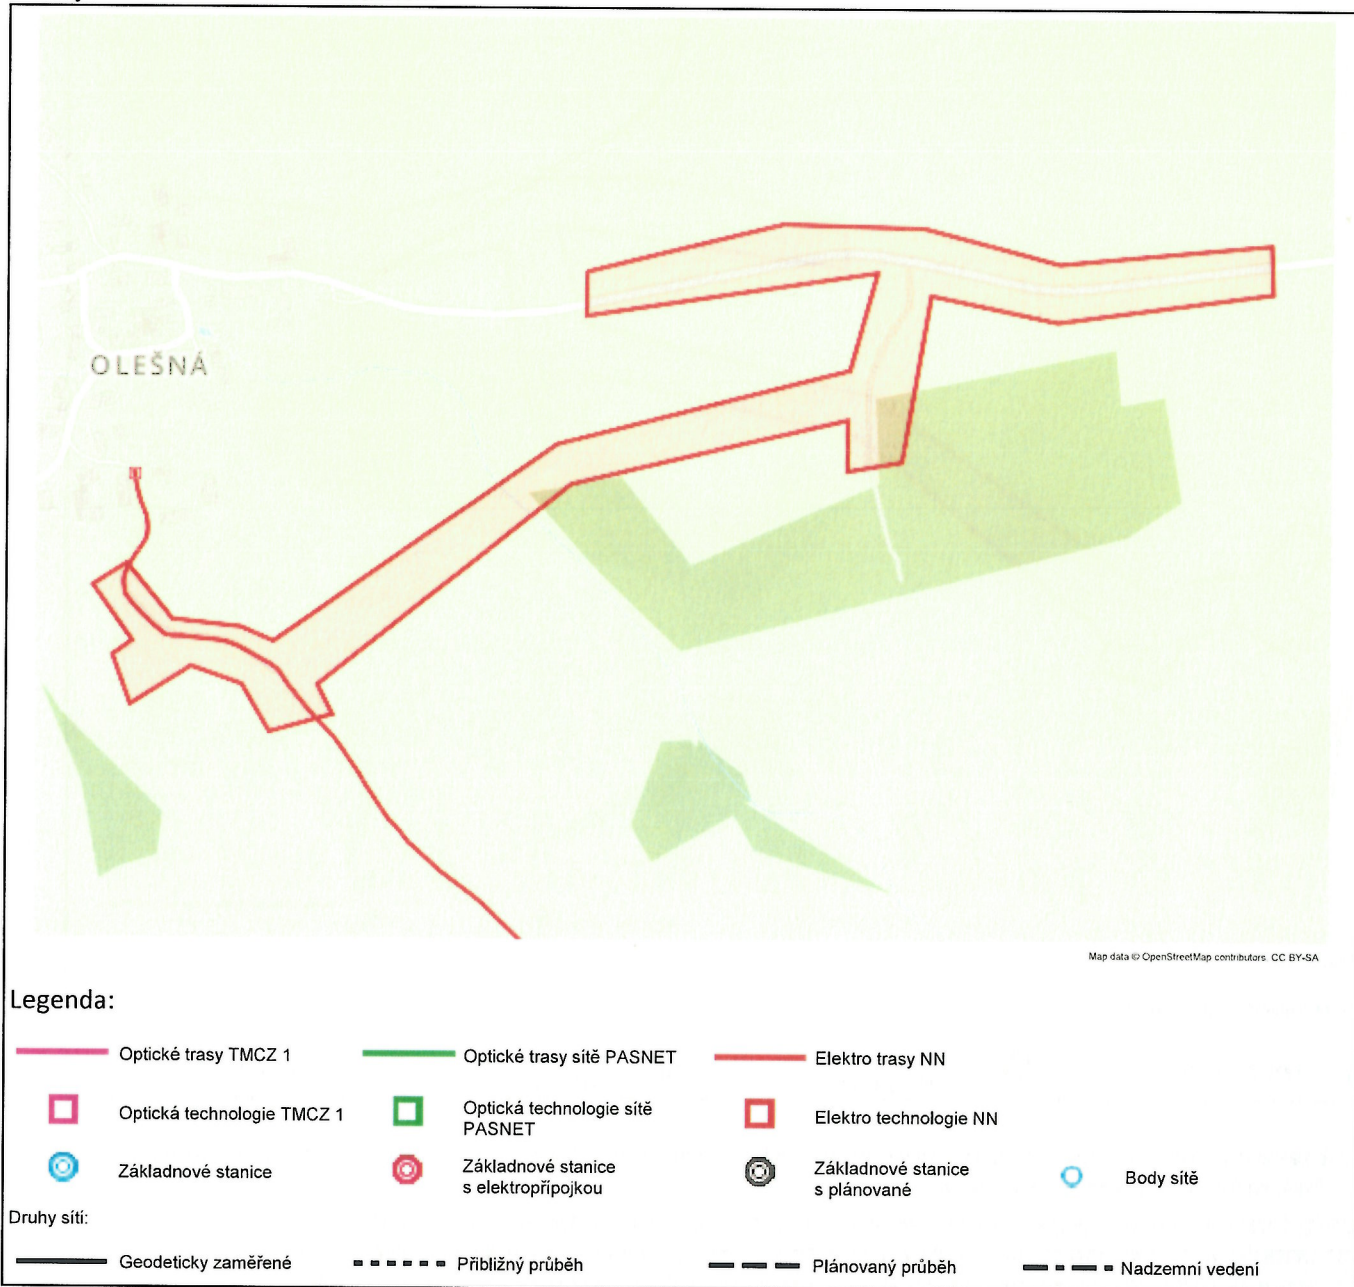 OLEŠNÁ
Map data © OpenStreetMap contributors. CC BY-SA
Legenda:
Optické trasy TMCZ 1
Optické trasy sítě PASNET
Elektro trasy NN
Optická technologie TMCZ 1
Optická technologie sítě
PASNET
Elektro technologie NN
Základnové stanice
Základnové stanice
s elektropřípojkou
Základnové stanice
s plánované
Body sítě
Druhy sítí:
Geodeticky zaměřené
Přibližný průběh
Plánovaný průběh
Nadzemní vedení